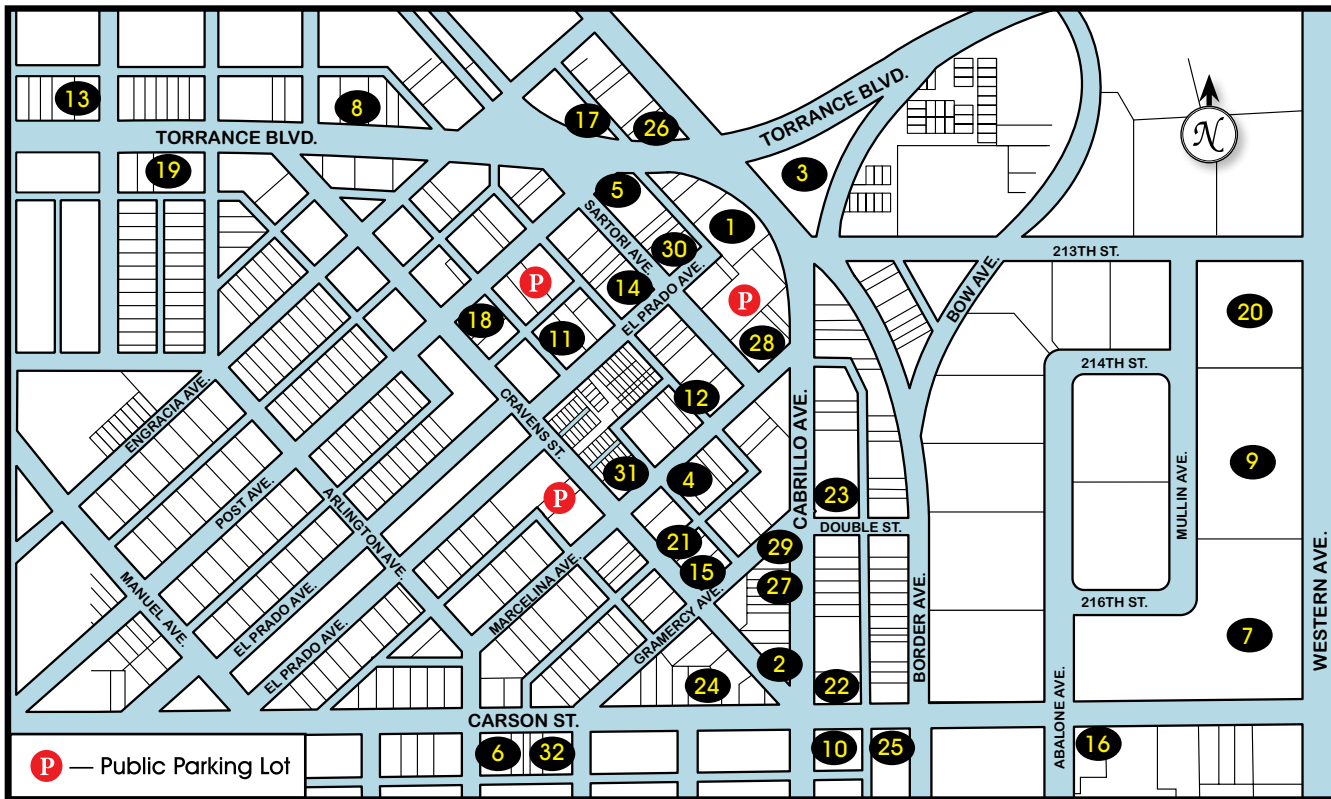 13
8
17
26
TORRANCE BLVD.
TORRANCE BLVD.
N
19
3
5
SARTORI AVE.
1
30
213TH ST.
P
14
EL PRADO AVE.
P
BOW AVE.
20
18
11
28
214TH ST.
ENGRACIA AVE.
CRAVENS ST.
12
CABRILLO AVE.
MULLIN AVE.
9
WESTERN AVE.
POST AVE.
ARLINGTON AVE.
P
31
4
23
DOUBLE ST.
21
29
15
27
MANUEL AVE.
EL PRADO AVE.
EL PRADO AVE.
MARCELINA AVE.
GRAMERCY AVE.
BORDER AVE.
216TH ST.
7
2
24
22
ABALONE AVE.
CARSON ST.
6
32
10
25
16
P — Public Parking Lot